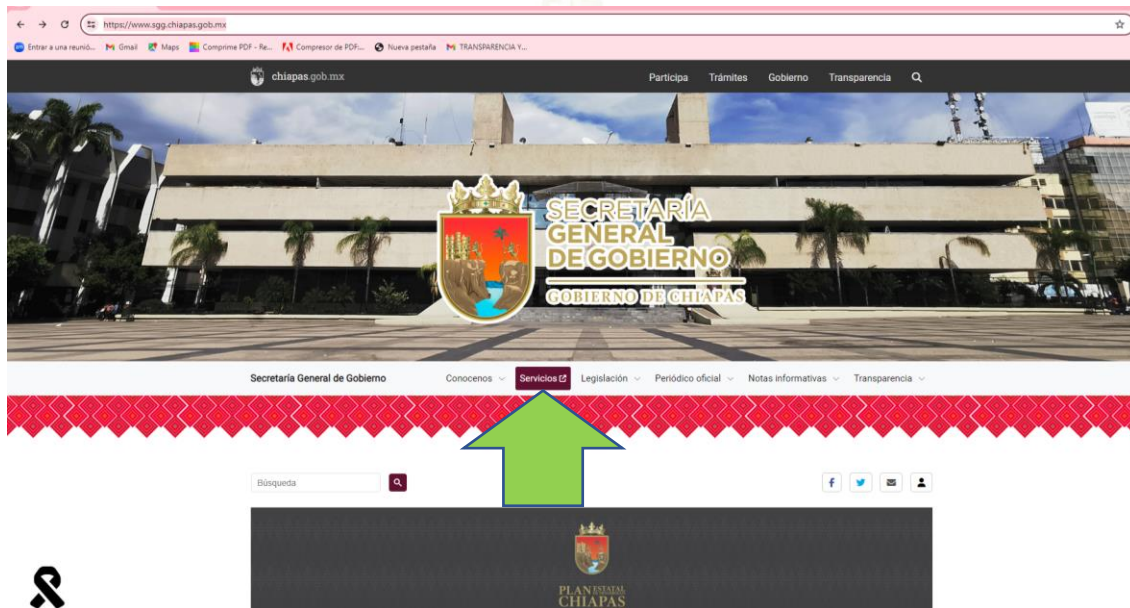 https://www.sgg.chiapas.gob.mx
Entrar a una reunió... Gmail Maps Comprime PDF - Re... Compresor de PDF:... Nueva pestaña TRANSPARENCIA Y...
chiapas.gob.mx Participa Trámites Gobierno Transparencia
SECRETARÍA
GENERAL
DE GOBIERNO
GOBIERNO DE CHIAPAS
Secretaría General de Gobierno Conocenos Servicios Legislación Periódico oficial Notas informativas Transparencia
Búsqueda
PLAN ESTATAL
CHIAPAS